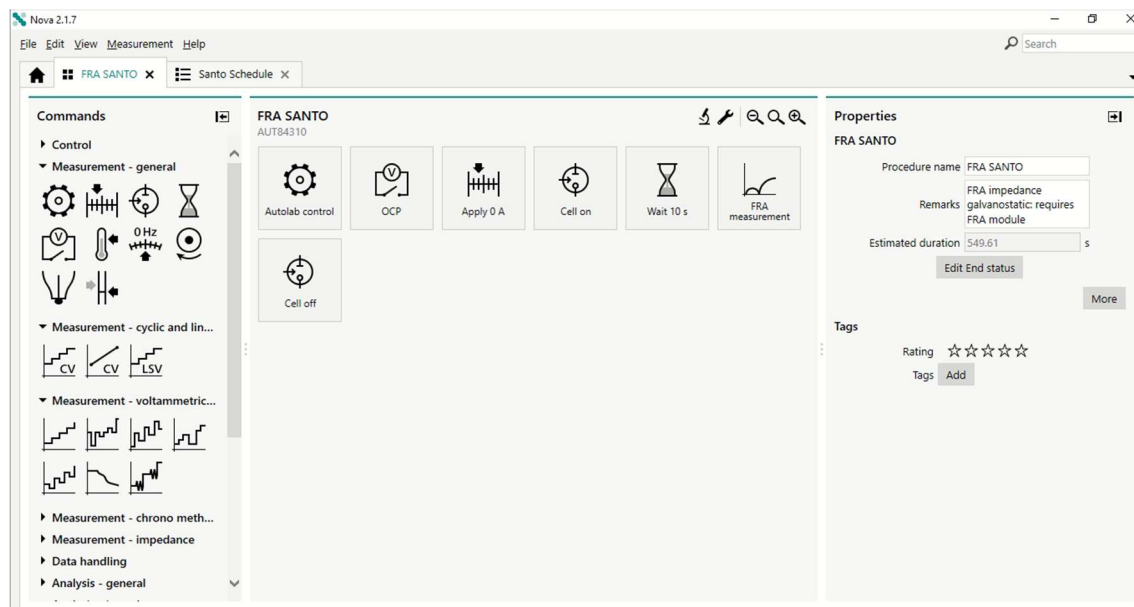 Nova 2.1.7
File Edit View Measurement Help
Search
FRA SANTO
Santo Schedule
Commands
Control
Measurement - general
0 Hz
Measurement - cyclic and lin...
CV CV LSV
Measurement - voltammetric...
Measurement - chrono meth...
Measurement - impedance
Data handling
Analysis - general
FRA SANTO
AUT84310
Autolab control
OCP
Apply 0 A
Cell on
Wait 10 s
FRA
measurement
Cell off
Properties
FRA SANTO
Procedure name FRA SANTO
Remarks
FRA impedance
galvanostatic: requires
FRA module
Estimated duration 549.61 s
Edit End status
More
Tags
Rating
Tags Add